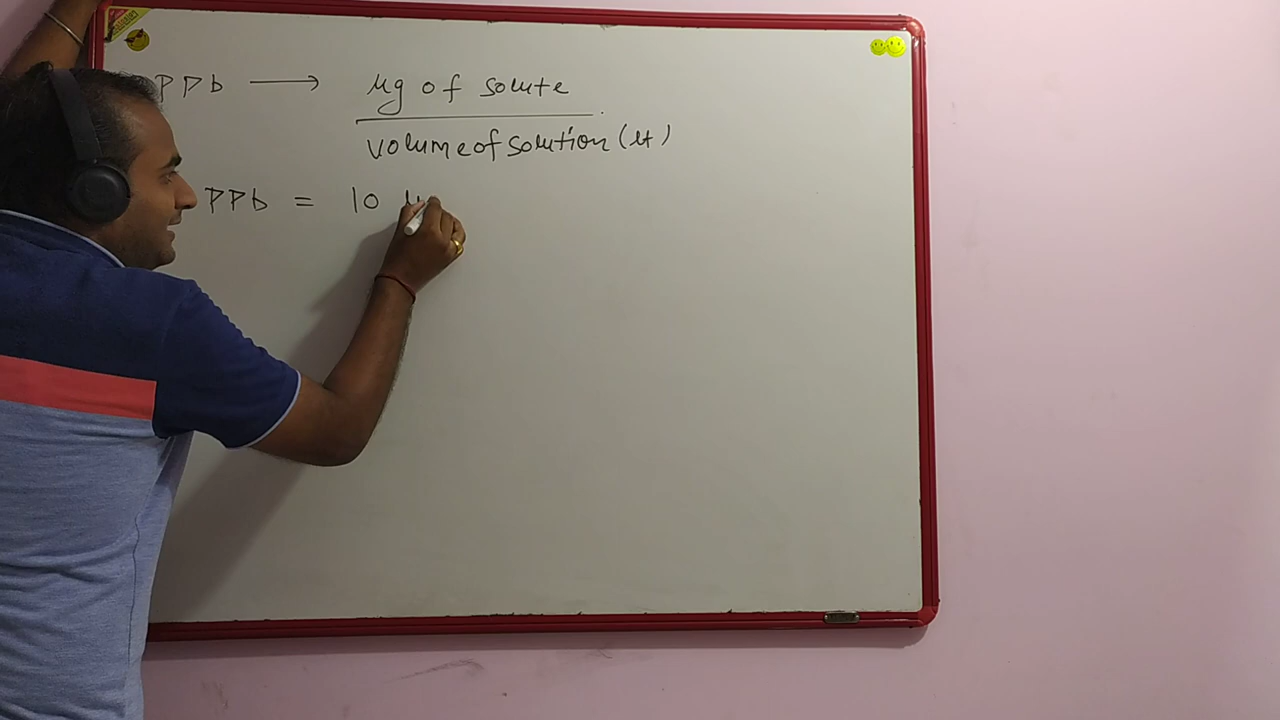 PPb → μg of solute
volume of solution (lt)
PPb = 10 μ